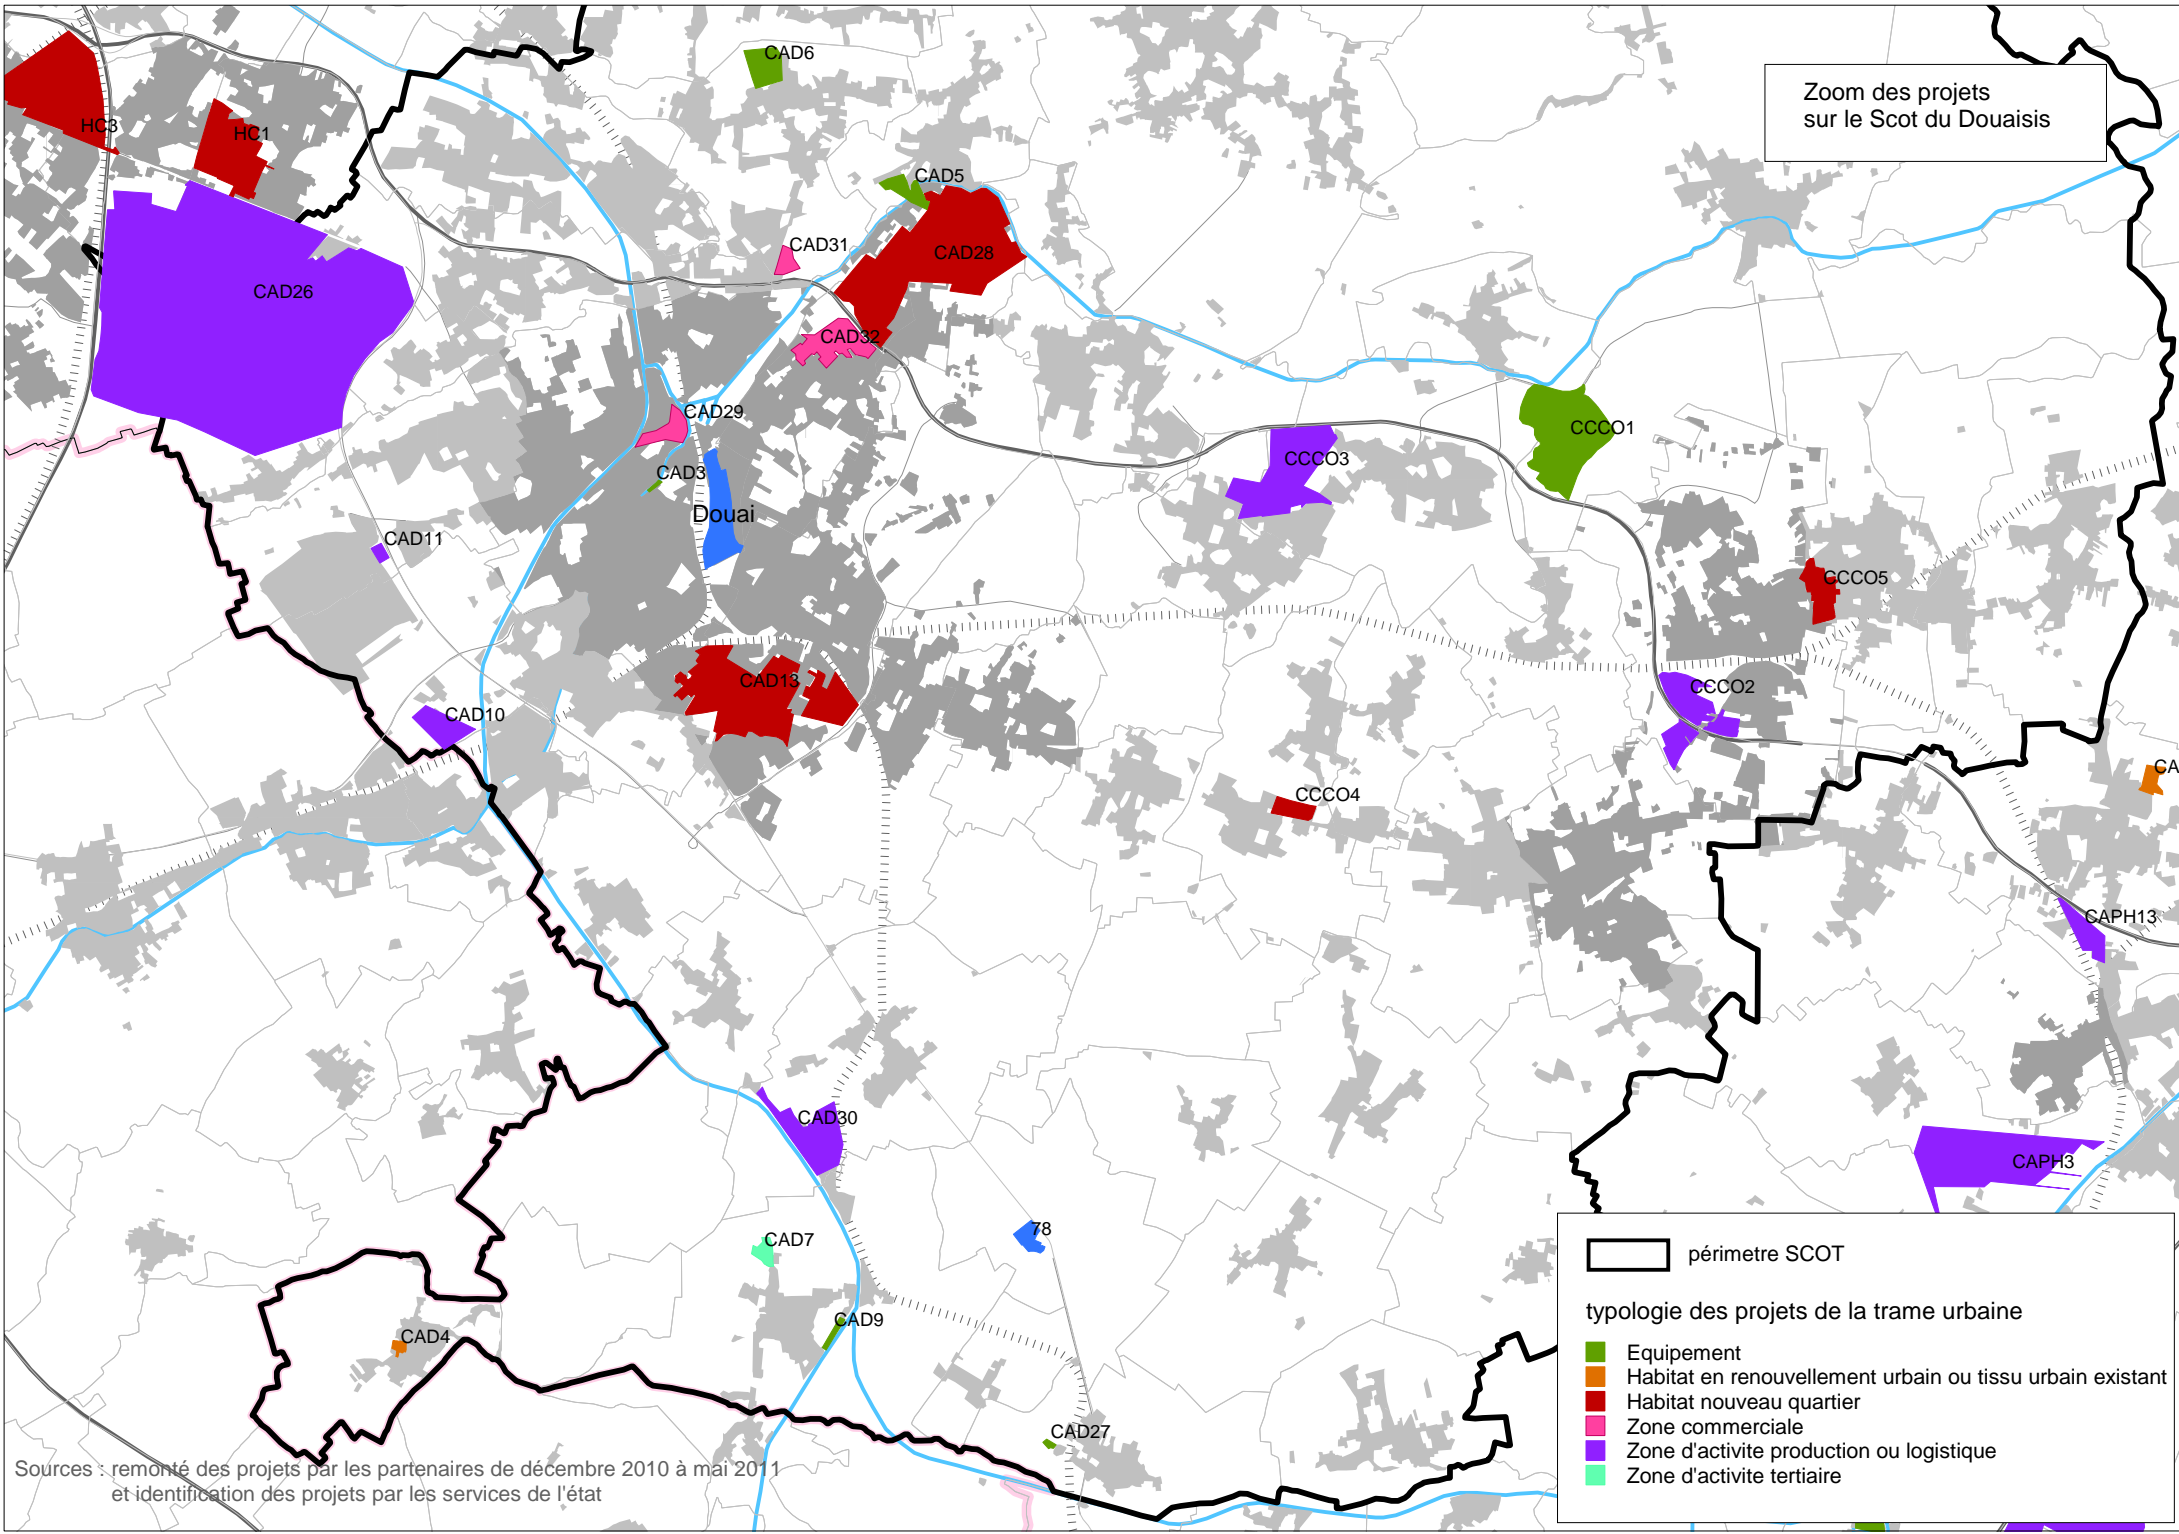 Zoom des projets
sur le Scot du Douaisis
CAD6
HC3
HC1
CAD5
CAD31
CAD28
CAD26
CAD32
CAD29
CCCO1
CCCO3
CAD3
Douai
CAD11
CCCO5
CAD13
CCCO2
CAD10
CA
CCCO4
CAPH13
CAD30
CAPH3
78
CAD7
CAD9
CAD4
CAD27
périmetre SCOT
typologie des projets de la trame urbaine
Equipement
Habitat en renouvellement urbain ou tissu urbain existant
Habitat nouveau quartier
Zone commerciale
Zone d'activite production ou logistique
Zone d'activite tertiaire
Sources : remonté des projets par les partenaires de décembre 2010 à mai 2011
et identification des projets par les services de l'état